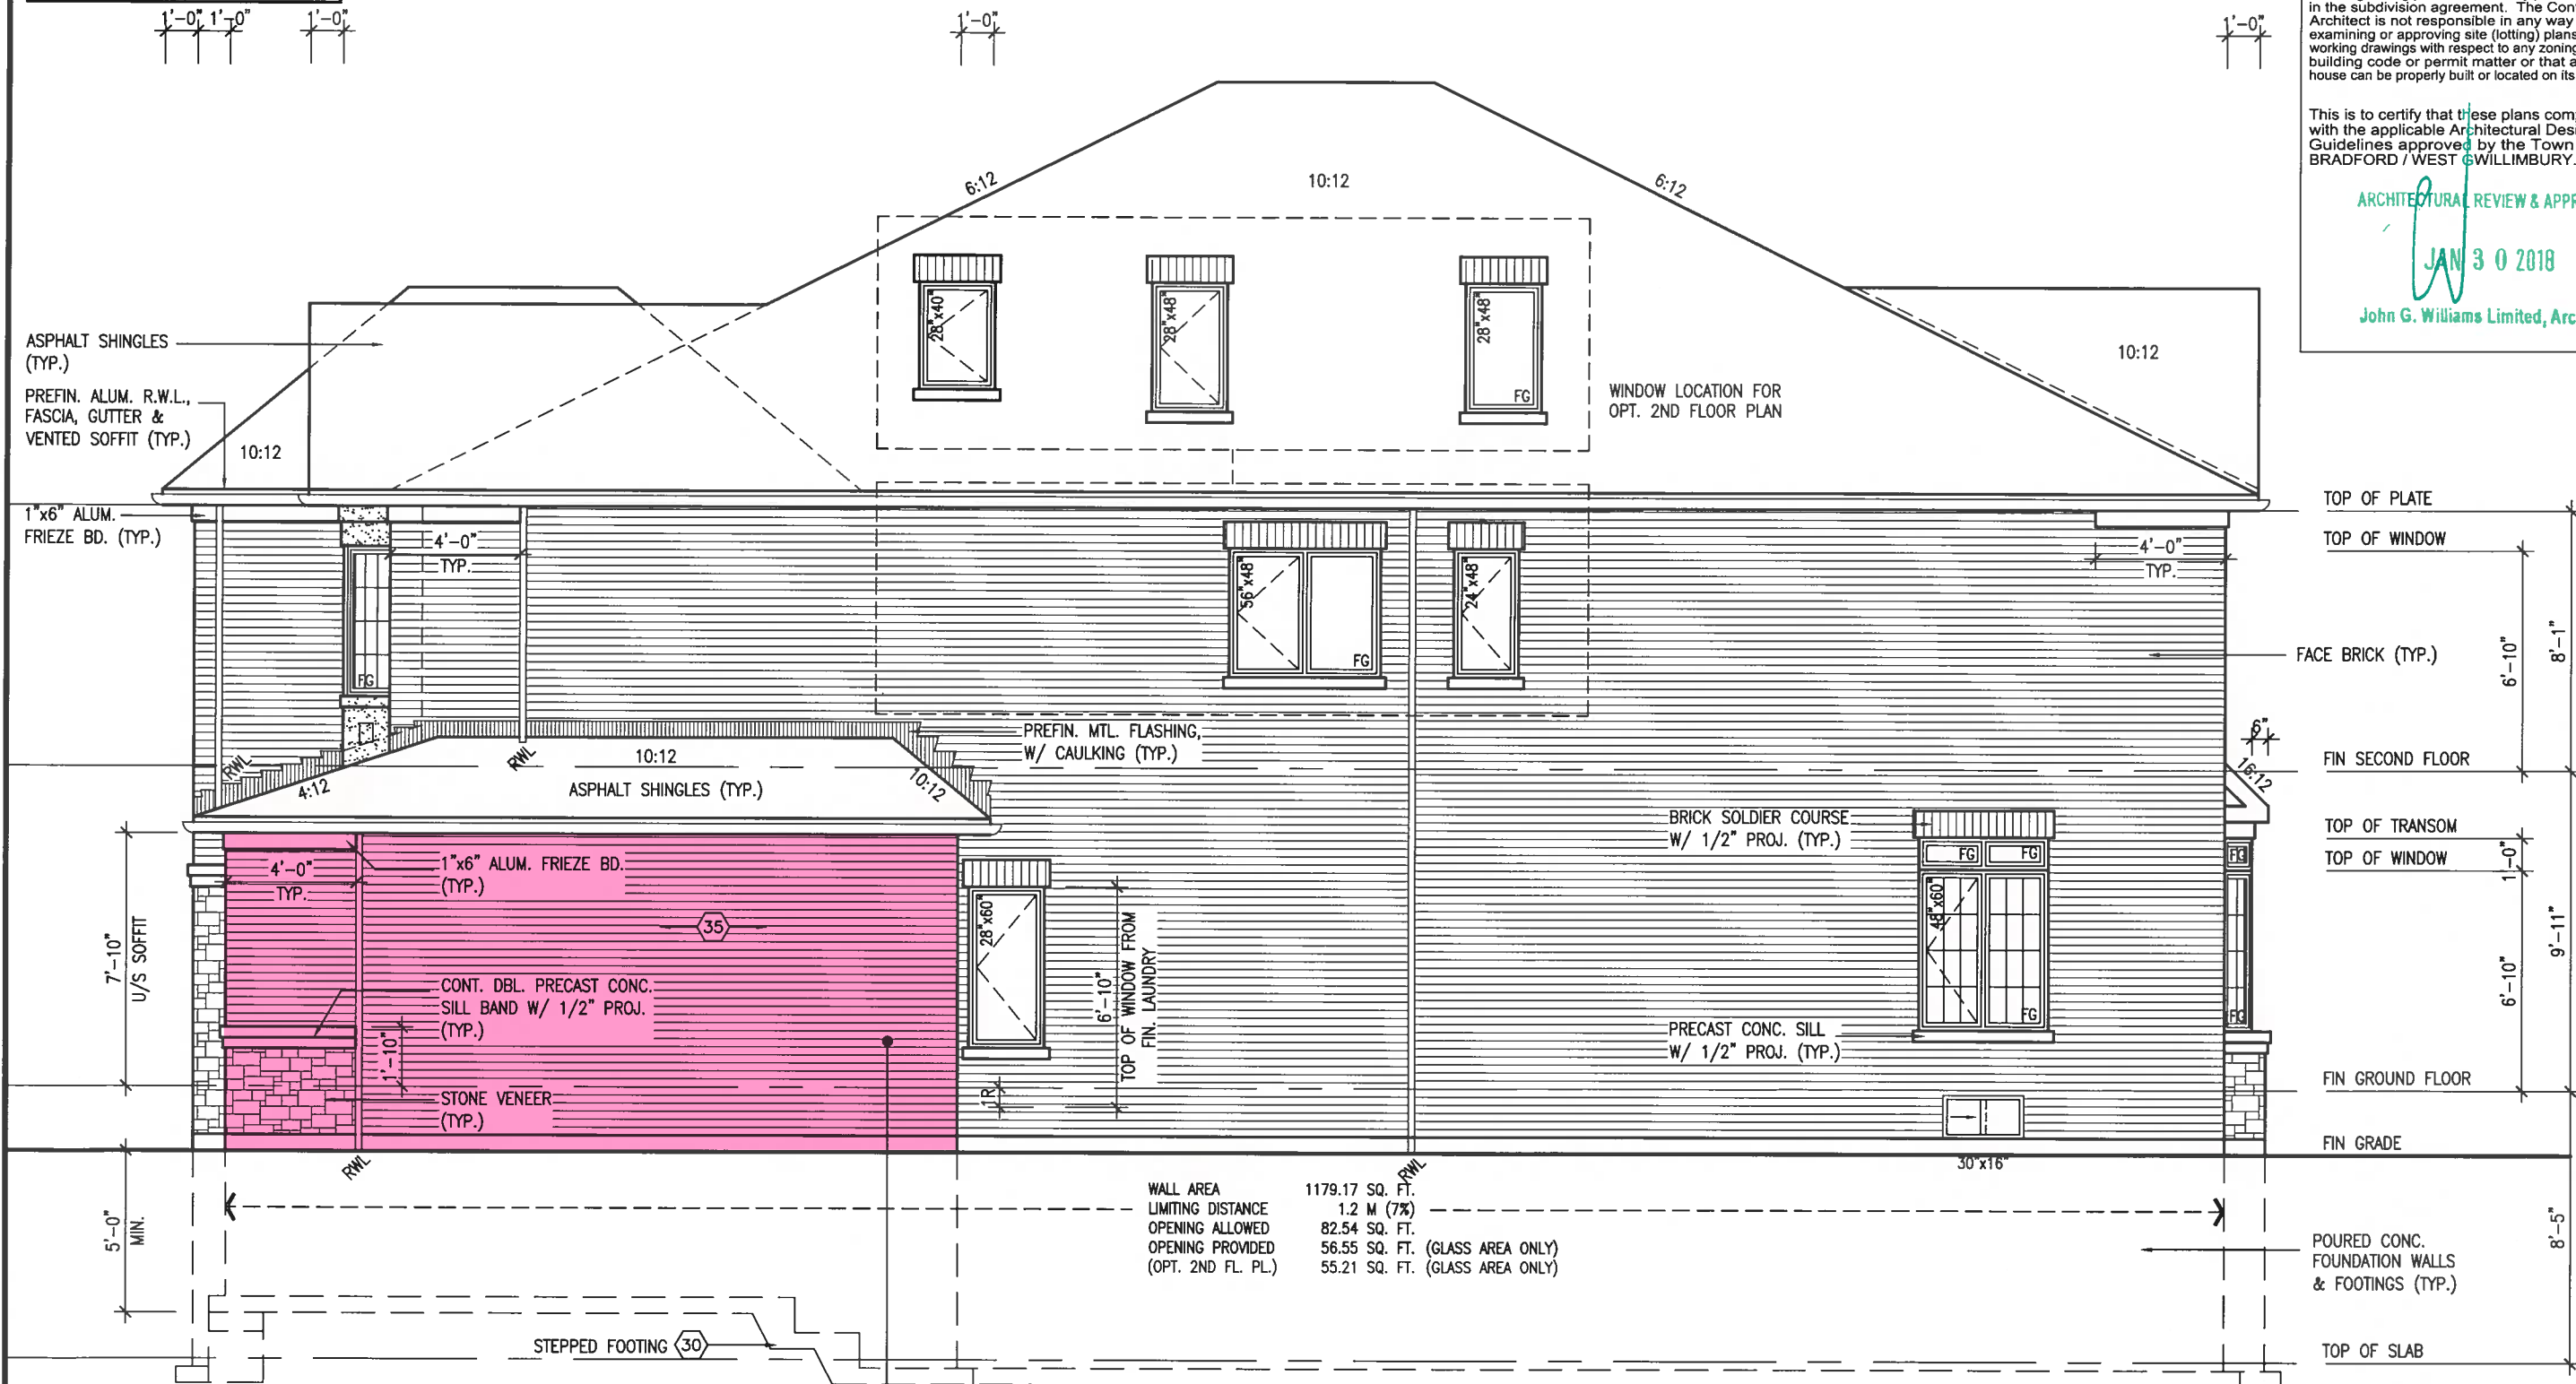 1'-0" 1'-0"
1'-0"
1'-0"
1'-0"
in the subdivision agreement. The
Architect is not responsible in any way
examining or approving site (lotting) plans
working drawings with respect to any zoning
building code or permit matter or that
house can be properly built or located on its
This is to certify that these plans
with the applicable Architectural
Guidelines approved by the Town
BRADFORD / WEST GWILLIMBURY.
ARCHITECTURAL REVIEW &
JAN 30 2018
John G. Williams Limited,
6:12
10:12
6:12
28"x40"
28"x48"
28"x48"
FG
10:12
WINDOW LOCATION FOR
OPT. 2ND FLOOR PLAN
ASPHALT SHINGLES
(TYP.)
PREFIN. ALUM. R.W.L.,
FASCIA, GUTTER &
VENTED SOFFIT (TYP.)
10:12
1"x6" ALUM.
FRIEZE BD. (TYP.)
4'-0"
TYP.
FG
56"x48"
FG
24"x48"
4'-0"
TYP.
TOP OF PLATE
TOP OF WINDOW
FACE BRICK (TYP.)
6'-10"
8'-1"
6"
16:12
FIN SECOND FLOOR
PREFIN. MTL. FLASHING,
W/ CAULKING (TYP.)
RWL
RWL
10:12
4:12
ASPHALT SHINGLES (TYP.)
10:12
BRICK SOLDIER COURSE
W/ 1/2" PROJ. (TYP.)
FG
FG
48"x60"
FG
FG
FG
TOP OF TRANSOM
TOP OF WINDOW
1'-0"
6'-10"
9'-11"
7'-10"
U/S SOFFIT
4'-0"
TYP.
1"x6" ALUM. FRIEZE BD.
(TYP.)
35
CONT. DBL. PRECAST CONC.
SILL BAND W/ 1/2" PROJ.
(TYP.)
1'-10"
STONE VENEER
(TYP.)
28"x60"
6'-10"
TOP OF WINDOW FROM
FIN. LAUNDRY
1R
PRECAST CONC. SILL
W/ 1/2" PROJ. (TYP.)
FIN GROUND FLOOR
FIN GRADE
30"x16"
RWL
RWL
WALL AREA 1179.17 SQ. FT.
LIMITING DISTANCE 1.2 M (7%)
OPENING ALLOWED 82.54 SQ. FT.
OPENING PROVIDED 56.55 SQ. FT. (GLASS AREA ONLY)
(OPT. 2ND FL. PL.) 55.21 SQ. FT. (GLASS AREA ONLY)
5'-0"
MIN.
8'-5"
POURED CONC.
FOUNDATION WALLS
& FOOTINGS (TYP.)
STEPPED FOOTING 30
TOP OF SLAB